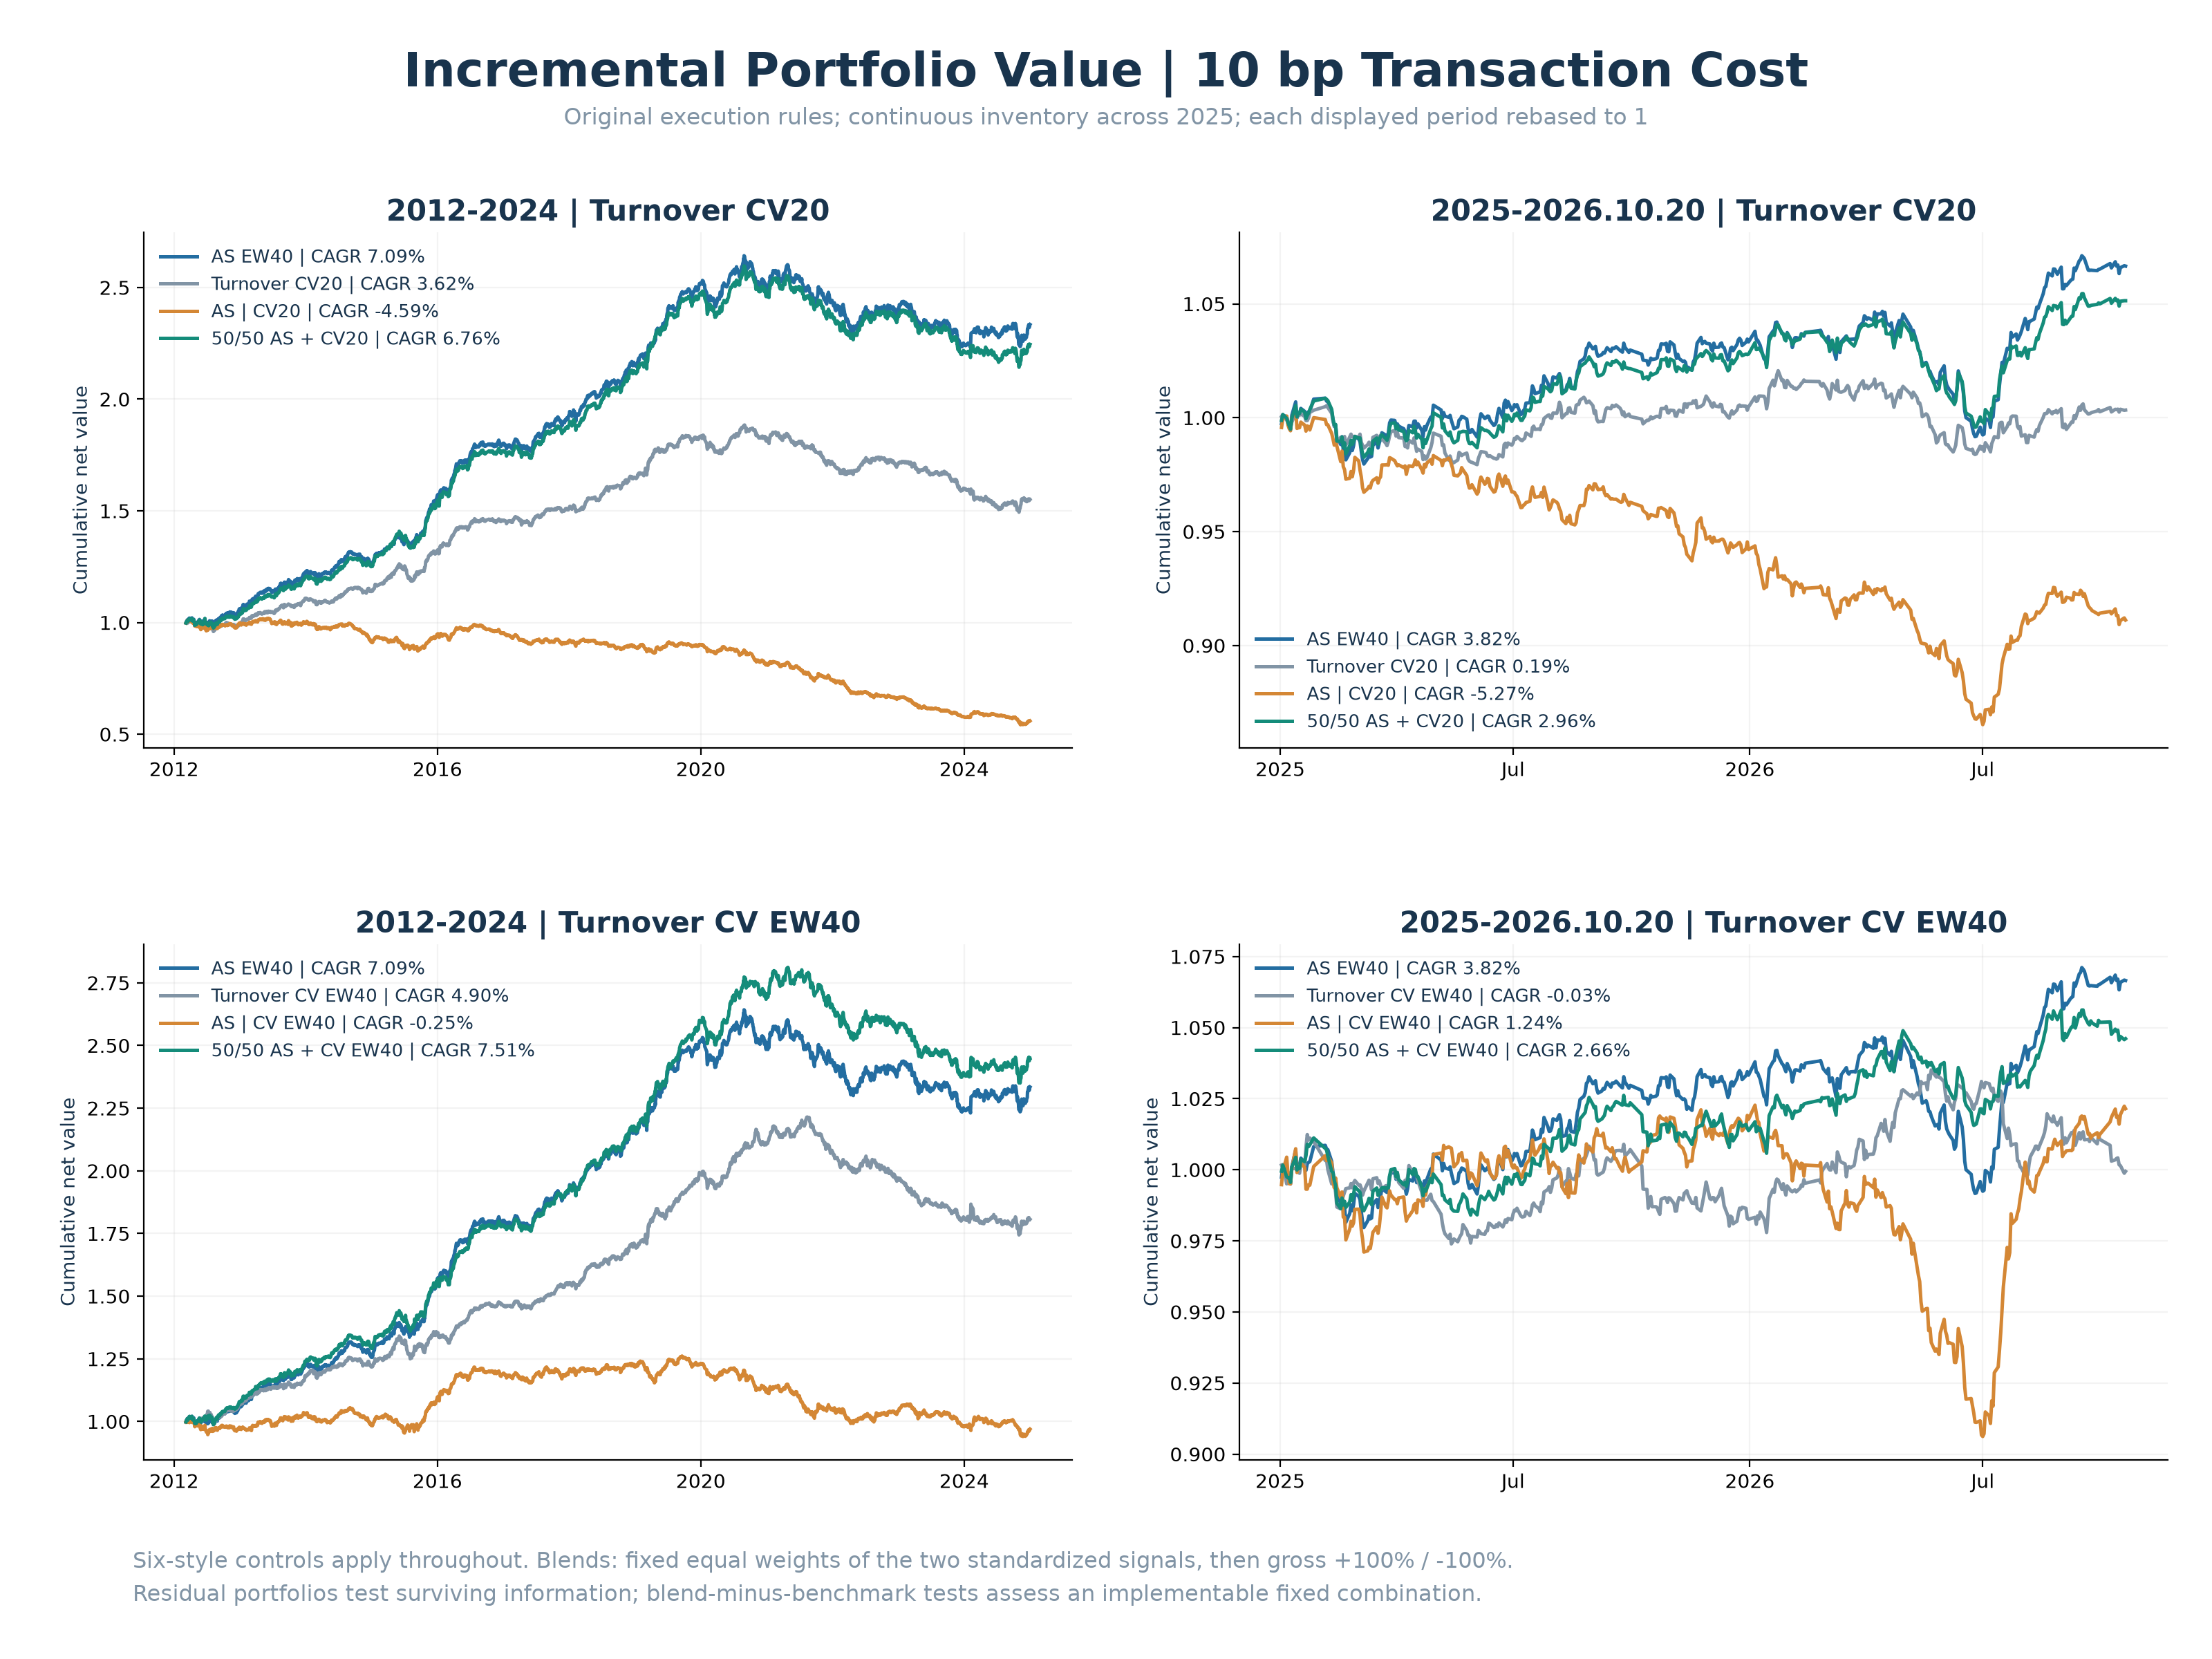 Incremental Portfolio Value | 10 bp Transaction Cost
Original execution rules; continuous inventory across 2025; each displayed period rebased to 1
2012-2024 | Turnover CV20
AS EW40 | CAGR 7.09%
Turnover CV20 | CAGR 3.62%
AS | CV20 | CAGR -4.59%
50/50 AS + CV20 | CAGR 6.76%
Cumulative net value
2.5
2.0
1.5
1.0
0.5
2012
2016
2020
2024
2025-2026.10.20 | Turnover CV20
Cumulative net value
1.05
1.00
0.95
0.90
AS EW40 | CAGR 3.82%
Turnover CV20 | CAGR 0.19%
AS | CV20 | CAGR -5.27%
50/50 AS + CV20 | CAGR 2.96%
2025
Jul
2026
Jul
2012-2024 | Turnover CV EW40
AS EW40 | CAGR 7.09%
Turnover CV EW40 | CAGR 4.90%
AS | CV EW40 | CAGR -0.25%
50/50 AS + CV EW40 | CAGR 7.51%
Cumulative net value
2.75
2.50
2.25
2.00
1.75
1.50
1.25
1.00
2012
2016
2020
2024
2025-2026.10.20 | Turnover CV EW40
AS EW40 | CAGR 3.82%
Turnover CV EW40 | CAGR -0.03%
AS | CV EW40 | CAGR 1.24%
50/50 AS + CV EW40 | CAGR 2.66%
Cumulative net value
1.075
1.050
1.025
1.000
0.975
0.950
0.925
0.900
2025
Jul
2026
Jul
Six-style controls apply throughout. Blends: fixed equal weights of the two standardized signals, then gross +100% / -100%.
Residual portfolios test surviving information; blend-minus-benchmark tests assess an implementable fixed combination.